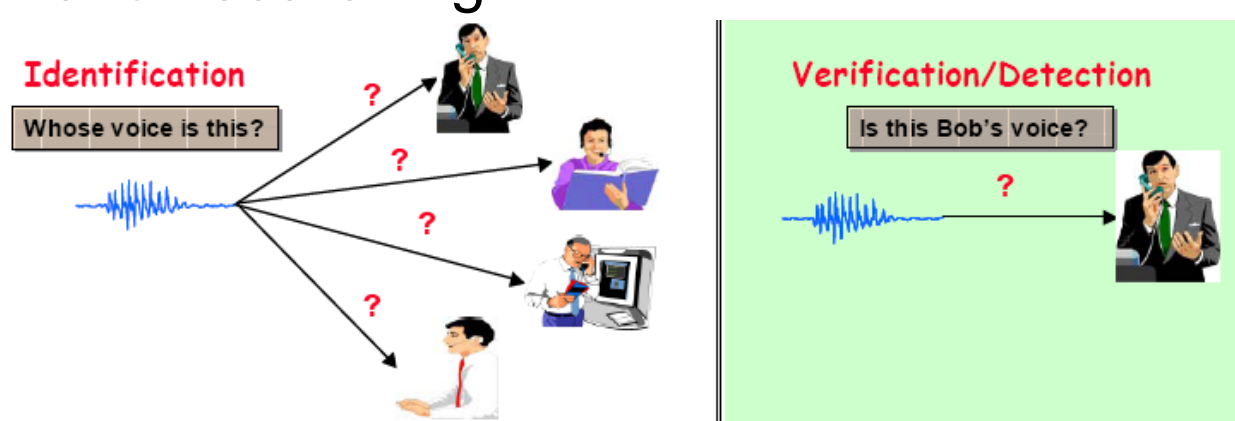 Identification
Whose voice is this?
?
?
?
?
Verification/Detection
Is this Bob's voice?
?